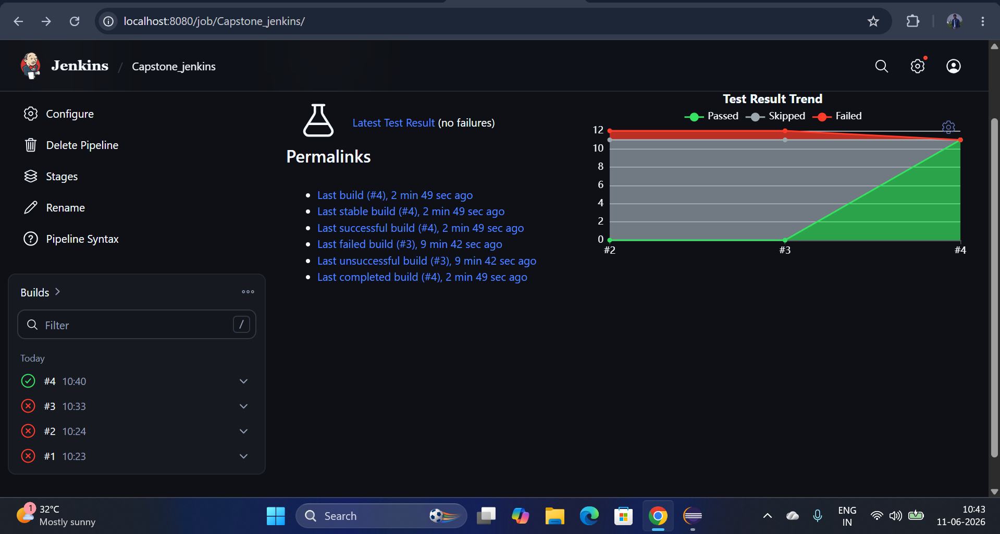 localhost:8080/job/Capstone_jenkins/
Jenkins / Capstone_jenkins
Configure
Delete Pipeline
Stages
Rename
Pipeline Syntax
Builds
Filter /
Today
#4 10:40
#3 10:33
#2 10:24
#1 10:23
Latest Test Result (no failures)
Permalinks
Last build (#4), 2 min 49 sec ago
Last stable build (#4), 2 min 49 sec ago
Last successful build (#4), 2 min 49 sec ago
Last failed build (#3), 9 min 42 sec ago
Last unsuccessful build (#3), 9 min 42 sec ago
Last completed build (#4), 2 min 49 sec ago
Test Result Trend
Passed Skipped Failed
12
10
8
6
4
2
0
#2 #3 #4
1
32°C
Mostly sunny
Search
ENG
IN
10:43
11-06-2026